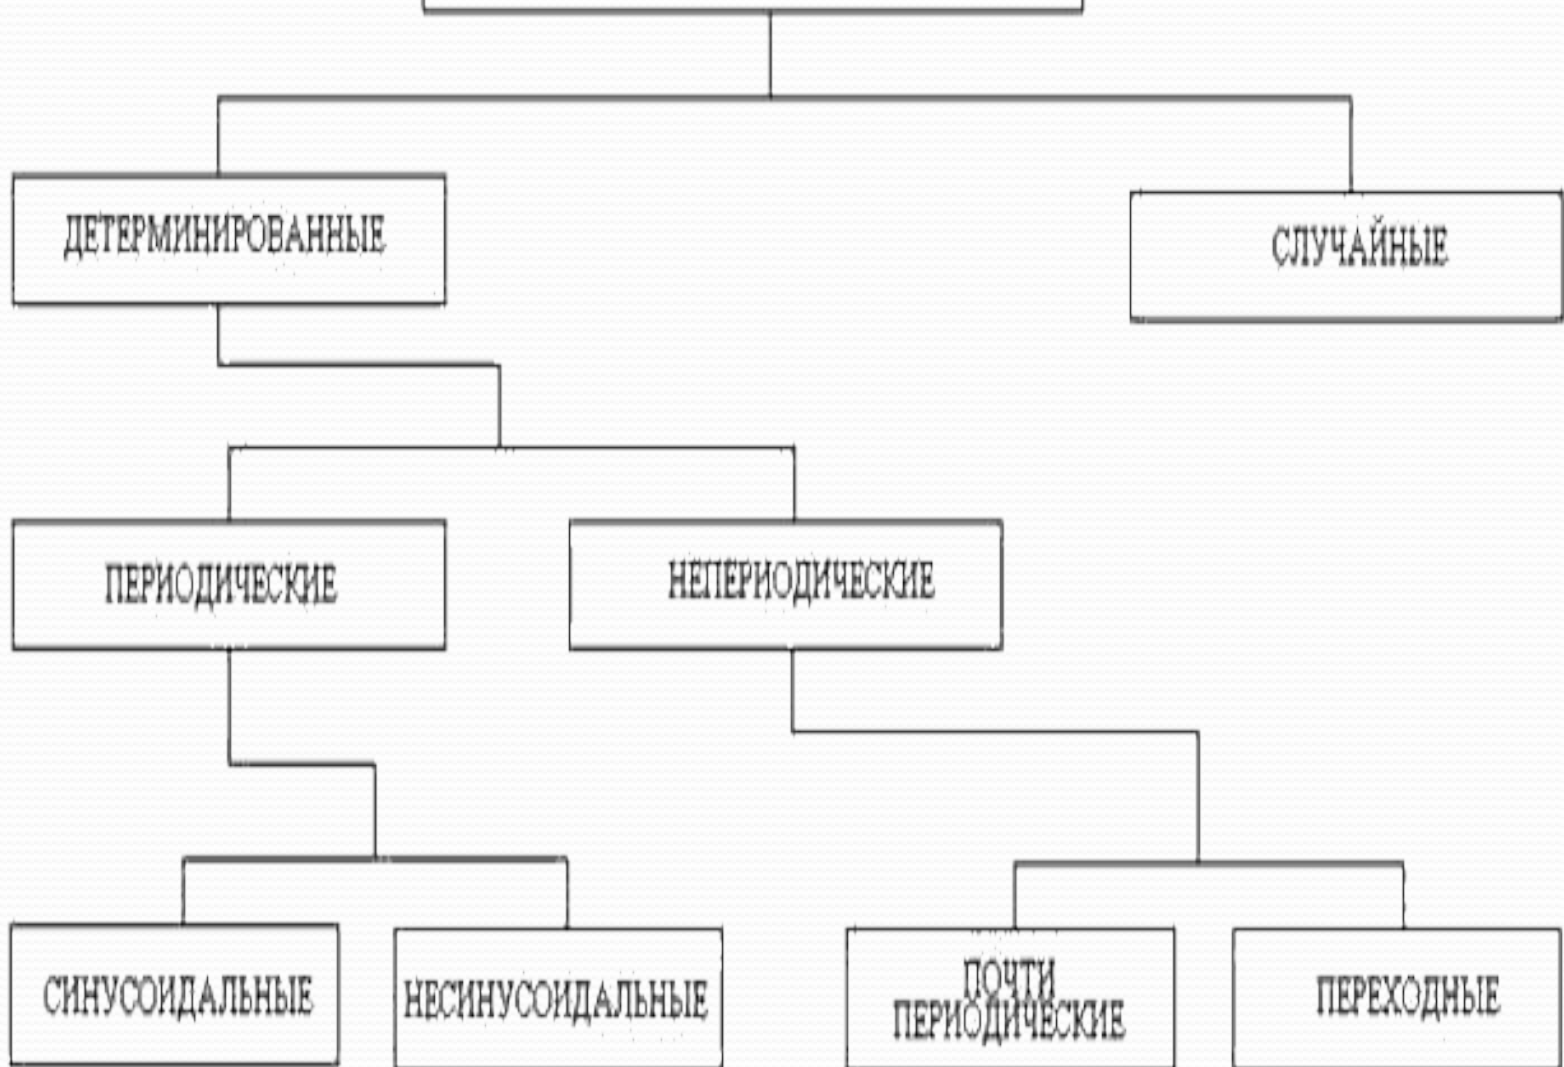 ДЕТЕРМИНИРОВАННЫЕ
СЛУЧАЙНЫЕ
ПЕРИОДИЧЕСКИЕ
НЕПЕРИОДИЧЕСКИЕ
СИНУСОИДАЛЬНЫЕ
НЕСИНУСОИДАЛЬНЫЕ
ПОЧТИ
ПЕРИОДИЧЕСКИЕ
ПЕРЕХОДНЫЕ